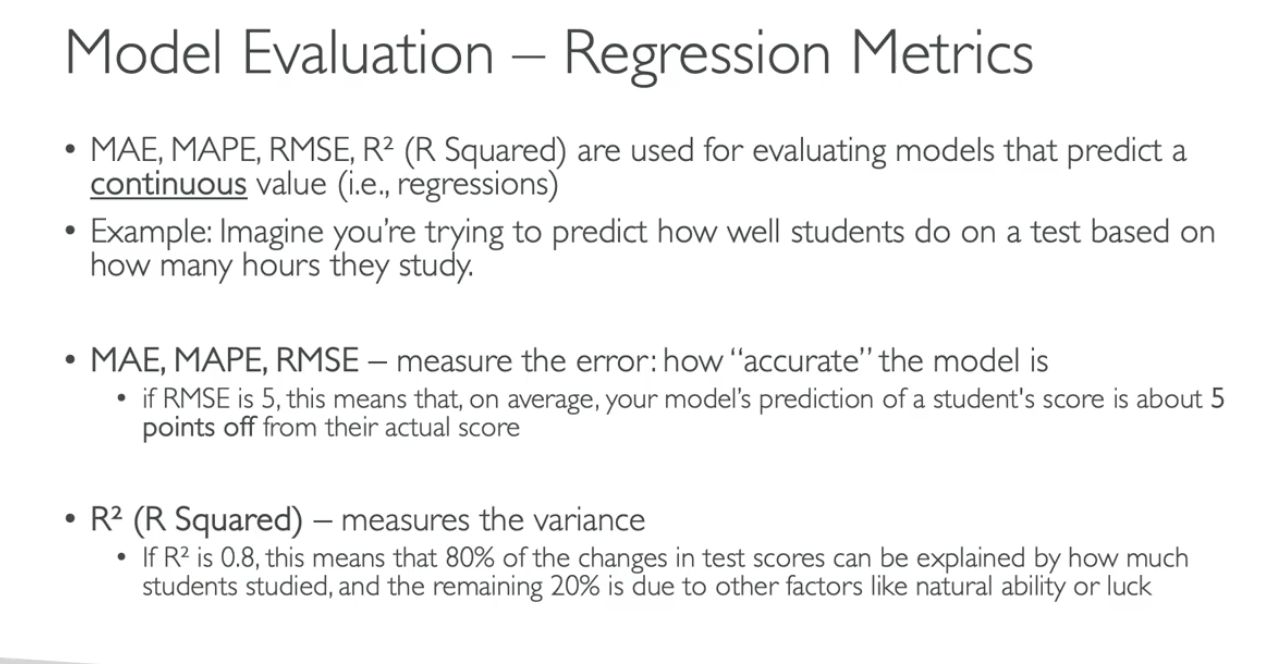 Model Evaluation – Regression Metrics
• MAE, MAPE, RMSE, R² (R Squared) are used for evaluating models that predict a
continuous value (i.e., regressions)
• Example: Imagine you're trying to predict how well students do on a test based on
how many hours they study.
• MAE, MAPE, RMSE – measure the error: how “accurate” the model is
• if RMSE is 5, this means that, on average, your model's prediction of a student's score is about 5
points off from their actual score
• R² (R Squared) – measures the variance
• If R² is 0.8, this means that 80% of the changes in test scores can be explained by how much
students studied, and the remaining 20% is due to other factors like natural ability or luck